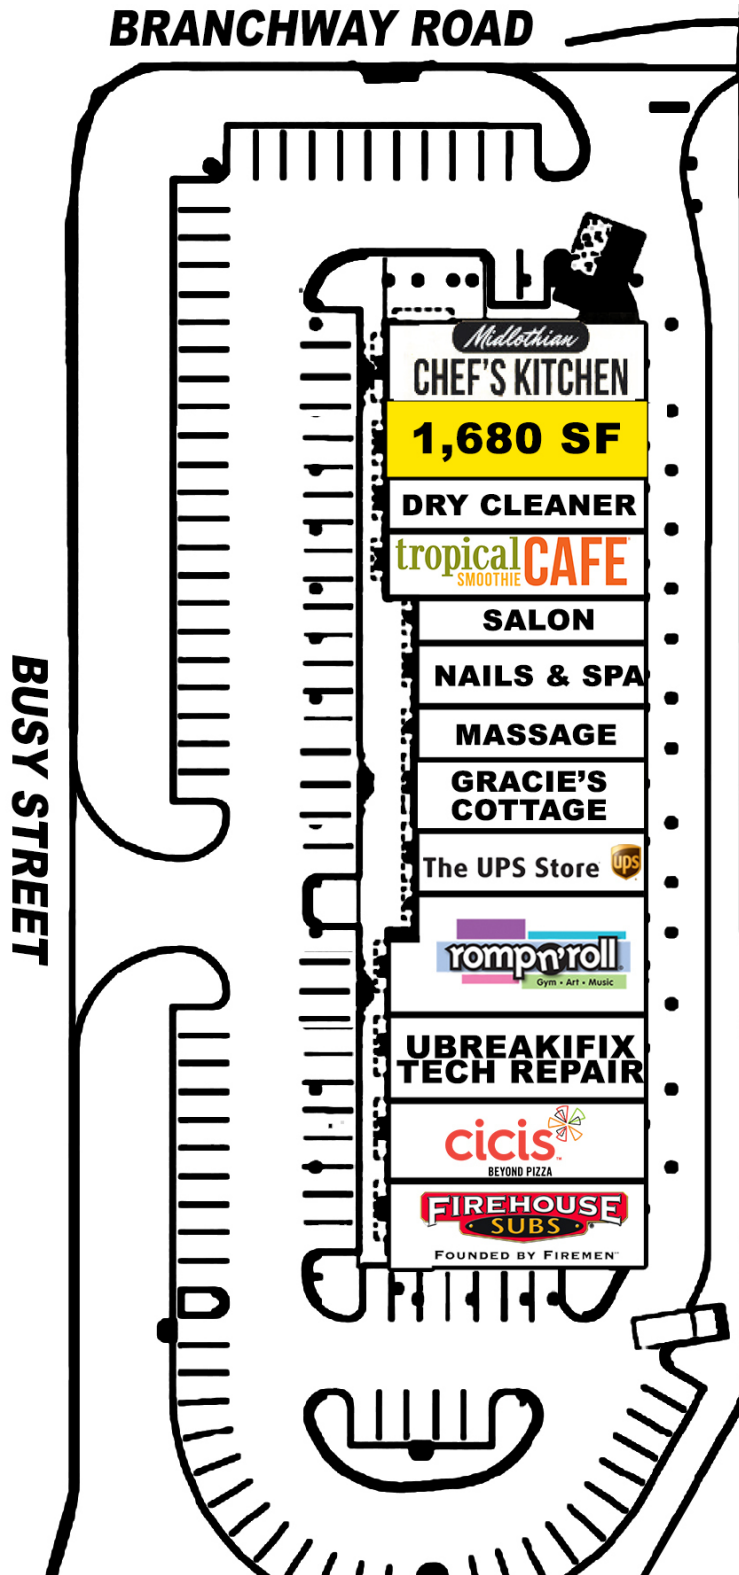 BRANCHWAY ROAD
Midlothian
CHEF'S KITCHEN
1,680 SF
DRY CLEANER
tropical
SMOOTHIE
CAFE
SALON
NAILS & SPA
MASSAGE
GRACIE'S
COTTAGE
The UPS Store
ups
BUSY STREET
rompn'roll
Gym • Art • Music
UBREAKIFIX
TECH REPAIR
cicis
BEYOND PIZZA
FIREHOUSE
SUBS
FOUNDED BY FIREMEN